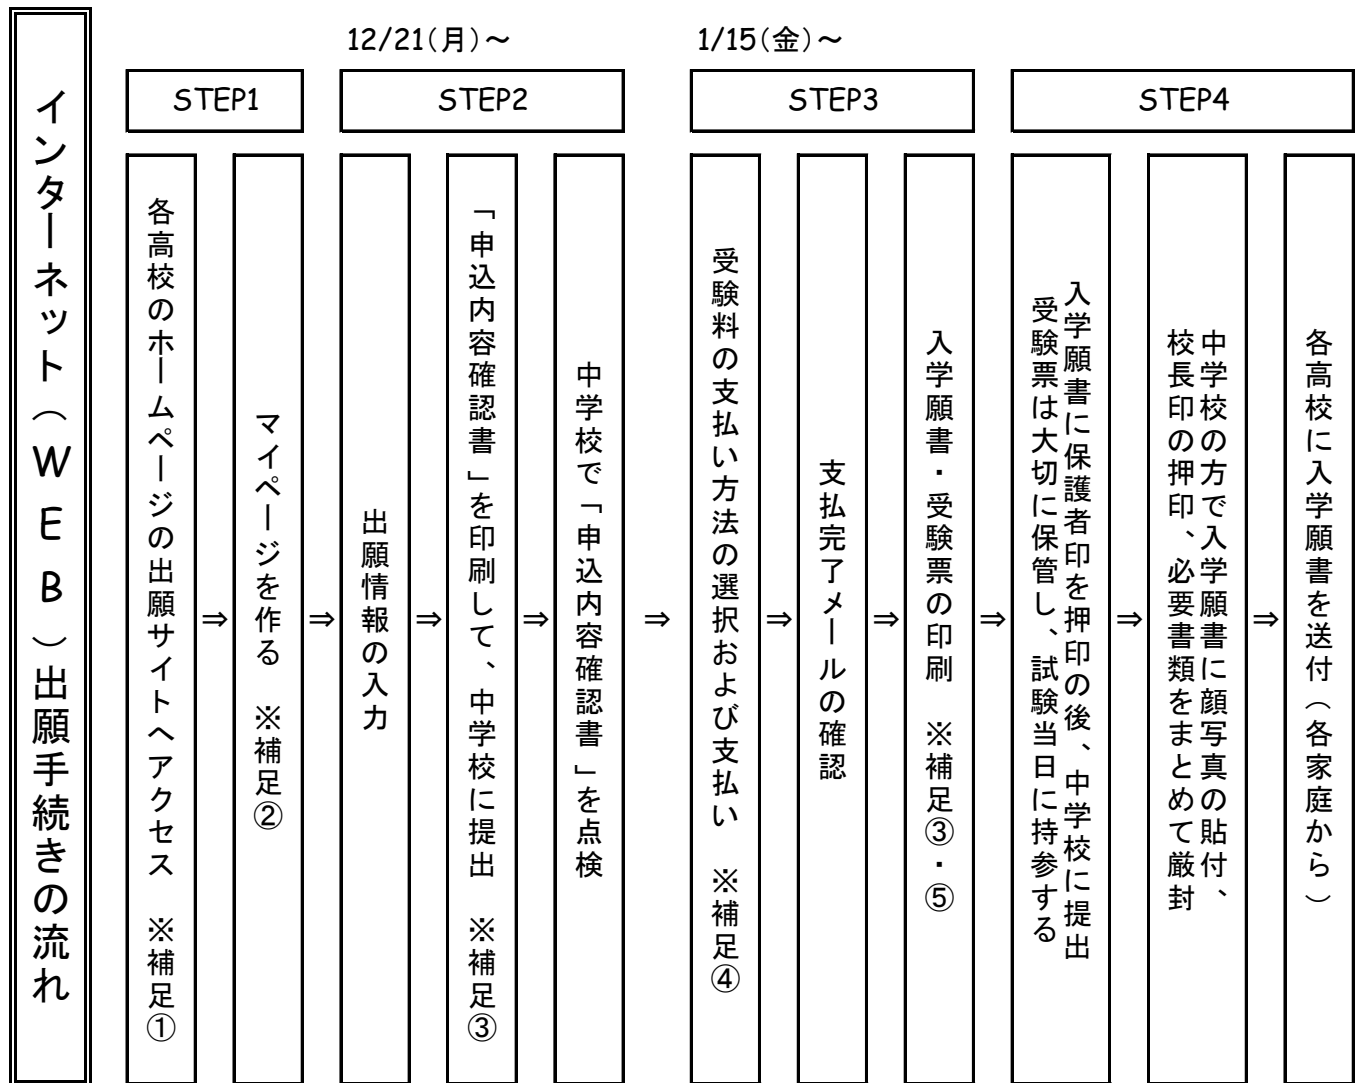 インターネット（WEB）出願手続きの流れ
12/21（月）～
1/15（金）～
STEP1
STEP2
STEP3
STEP4
各高校のホームページの出願サイトへアクセス　※補足①
⇒
マイページを作る　※補足②
⇒
出願情報の入力
⇒
「申込内容確認書」を印刷して、中学校に提出　※補足③
⇒
中学校で「申込内容確認書」を点検
⇒
受験料の支払い方法の選択および支払い　※補足④
⇒
支払完了メールの確認
⇒
入学願書・受験票の印刷　※補足③・⑤
⇒
入学願書に保護者印を押印の後、中学校に提出
受験票は大切に保管し、試験当日に持参する
⇒
中学校の方で入学願書に顔写真の貼付、
校長印の押印、必要書類をまとめて厳封
⇒
各高校に入学願書を送付（各家庭から）